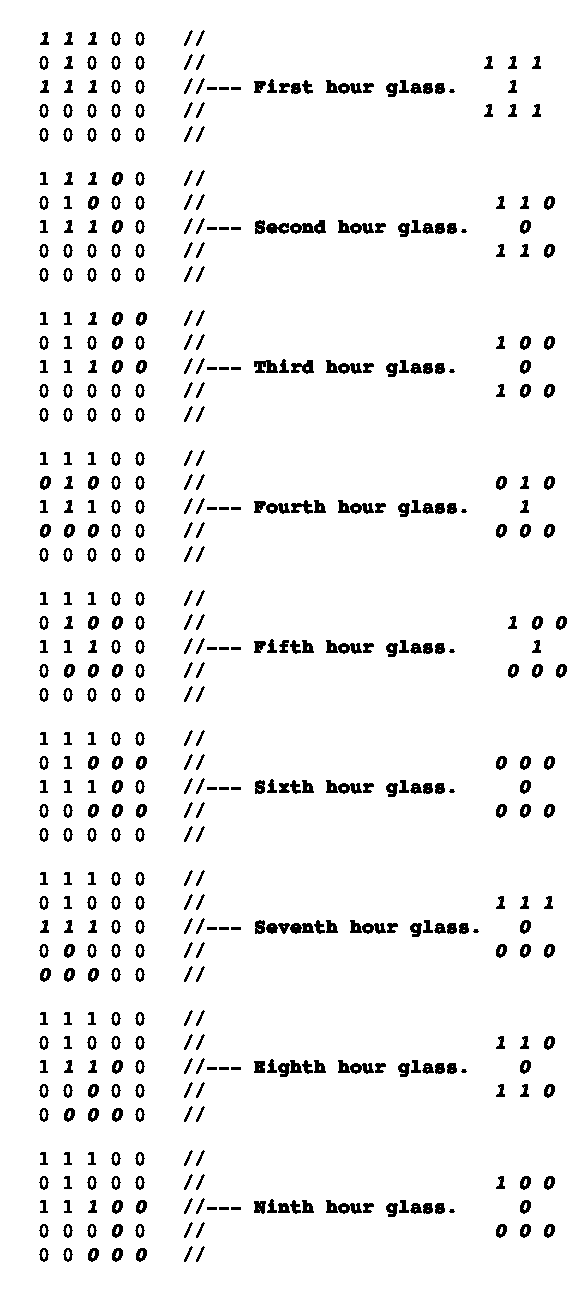 1 1 1 0 0 //
0 1 0 0 0 // 1 1 1
1 1 1 0 0 //--- First hour glass. 1
0 0 0 0 0 // 1 1 1
0 0 0 0 0 //
1 1 1 0 0 //
0 1 0 0 0 // 1 1 0
1 1 1 0 0 //--- Second hour glass. 0
0 0 0 0 0 // 1 1 0
0 0 0 0 0 //
1 1 1 0 0 //
0 1 0 0 0 // 1 0 0
1 1 1 0 0 //--- Third hour glass. 0
0 0 0 0 0 // 1 0 0
0 0 0 0 0 //
1 1 1 0 0 //
0 1 0 0 0 // 0 1 0
1 1 1 0 0 //--- Fourth hour glass. 1
0 0 0 0 0 // 0 0 0
0 0 0 0 0 //
1 1 1 0 0 //
0 1 0 0 0 // 1 0 0
1 1 1 0 0 //--- Fifth hour glass. 1
0 0 0 0 0 // 0 0 0
0 0 0 0 0 //
1 1 1 0 0 //
0 1 0 0 0 // 0 0 0
1 1 1 0 0 //--- Sixth hour glass. 0
0 0 0 0 0 // 0 0 0
0 0 0 0 0 //
1 1 1 0 0 //
0 1 0 0 0 // 1 1 1
1 1 1 0 0 //--- Seventh hour glass. 0
0 0 0 0 0 // 0 0 0
0 0 0 0 0 //
1 1 1 0 0 //
0 1 0 0 0 // 1 1 0
1 1 1 0 0 //--- Eighth hour glass. 0
0 0 0 0 0 // 1 1 0
0 0 0 0 0 //
1 1 1 0 0 //
0 1 0 0 0 // 1 0 0
1 1 1 0 0 //--- Ninth hour glass. 0
0 0 0 0 0 // 0 0 0
0 0 0 0 0 //